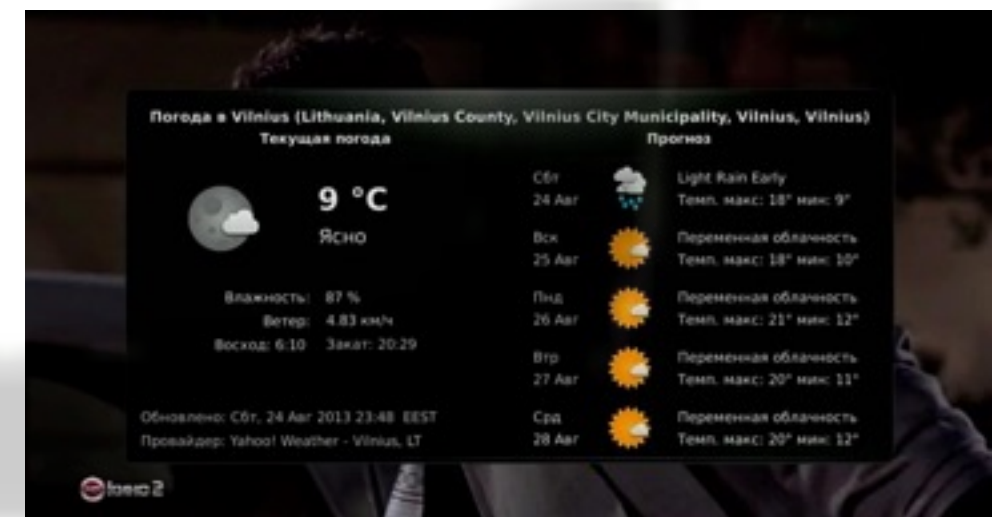 Погода в Vilnius (Lithuania, Vilnius County, Vilnius City Municipality, Vilnius, Vilnius)
Текущая погода
9 °C
Ясно
Влажность: 87 %
Ветер: 4.83 км/ч
Восход: 6:10 Закат: 20:29
Обновлено: Сбт, 24 Авг 2013 23:48 EEST
Провайдер: Yahoo! Weather - Vilnius, LT
Прогноз
Сбт
24 Авг
Light Rain Early
Темп. макс: 18° мин: 9°
Вск
25 Авг
Переменная облачность
Темп. макс: 18° мин: 10°
Пнд
26 Авг
Переменная облачность
Темп. макс: 21° мин: 12°
Втр
27 Авг
Переменная облачность
Темп. макс: 20° мин: 11°
Срд
28 Авг
Переменная облачность
Темп. макс: 20° мин: 12°